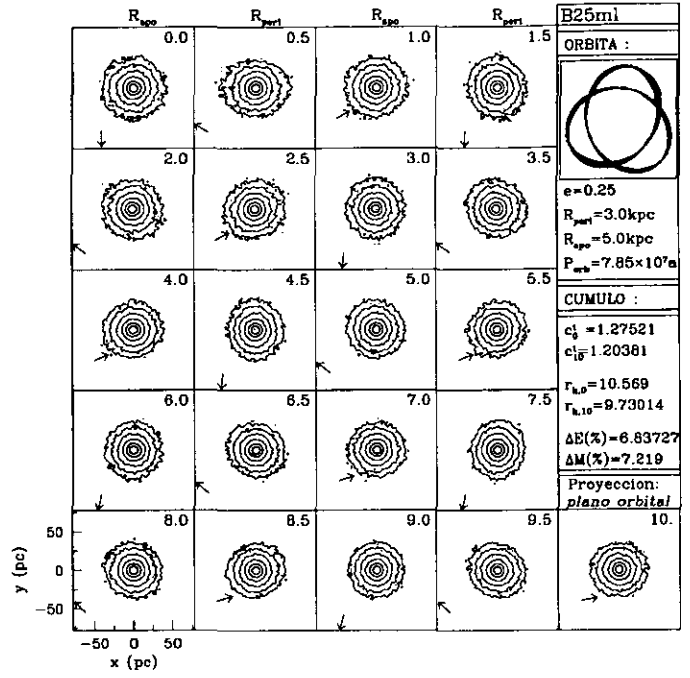 R_apo R_peri R_apo R_peri
B25ml
0.0 0.5 1.0 1.5
ORBITA :
2.0 2.5 3.0 3.5
e=0.25
R_peri=3.0kpc
R_apo=5.0kpc
P_orb=7.85×10⁷a
4.0 4.5 5.0 5.5
CUMULO :
c_0^t =1.27521
c_10^t=1.20381
r_h,0=10.569
r_h,10=9.73014
6.0 6.5 7.0 7.5
ΔE(%)=6.83727
ΔM(%)=7.219
Proyeccion:
plano orbital
8.0 8.5 9.0 9.5 10.
50
0
−50
y (pc)
−50 0 50
x (pc)